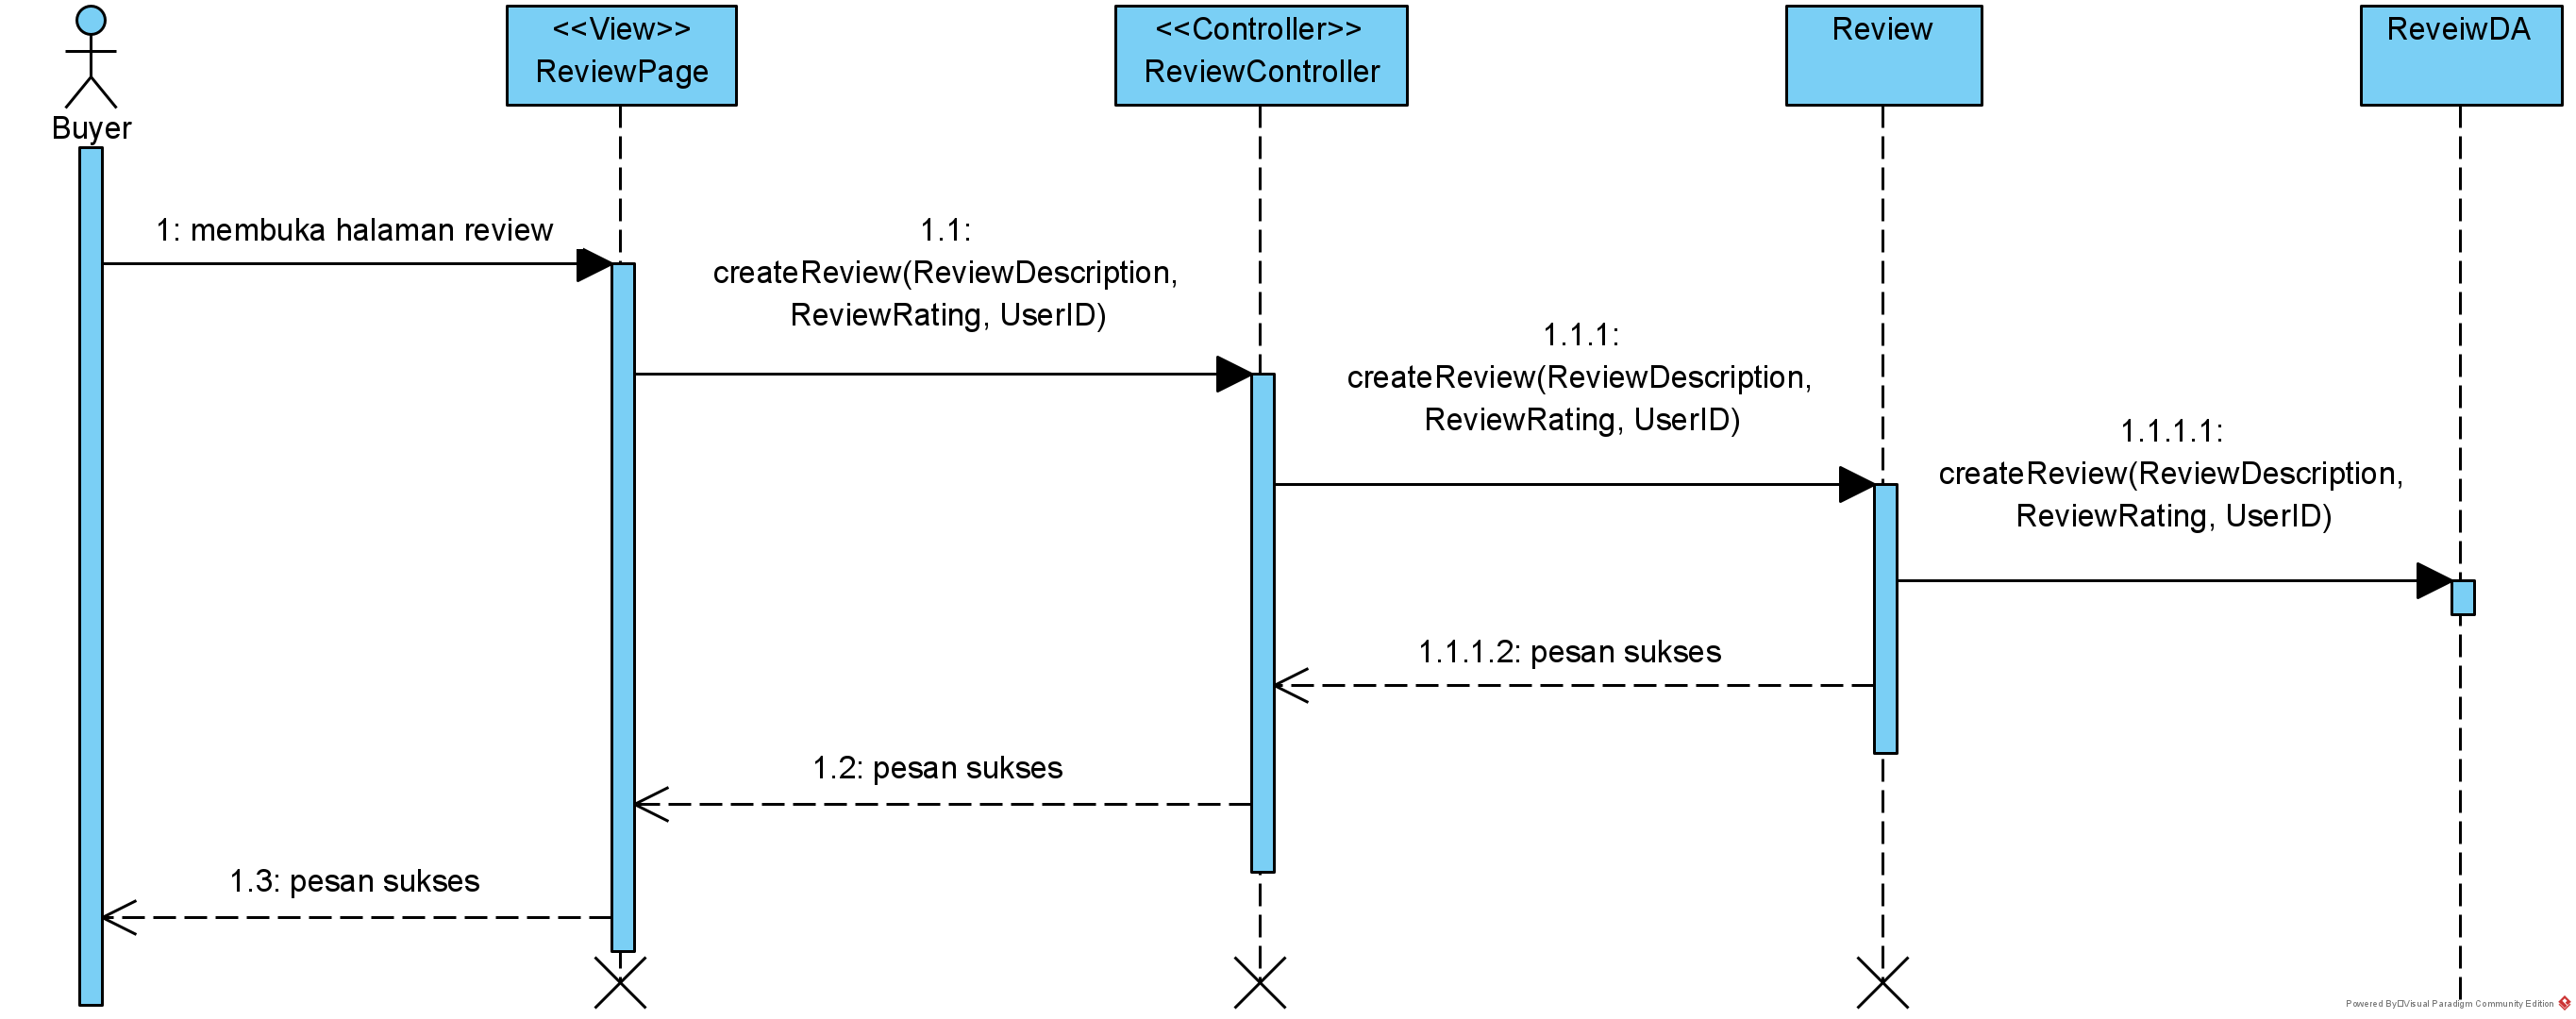 <<View>>
ReviewPage
<<Controller>>
ReviewController
Review
ReveiwDA
Buyer
1: membuka halaman review
1.1:
createReview(ReviewDescription,
ReviewRating, UserID)
1.1.1:
createReview(ReviewDescription,
ReviewRating, UserID)
1.1.1.1:
createReview(ReviewDescription,
ReviewRating, UserID)
1.1.1.2: pesan sukses
1.2: pesan sukses
1.3: pesan sukses
Powered By□Visual Paradigm Community Edition